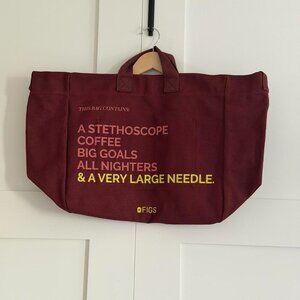 THIS BAG CONTAINS:
A STETHOSCOPE
COFFEE
BIG GOALS
ALL NIGHTERS
& A VERY LARGE NEEDLE.
FIGS